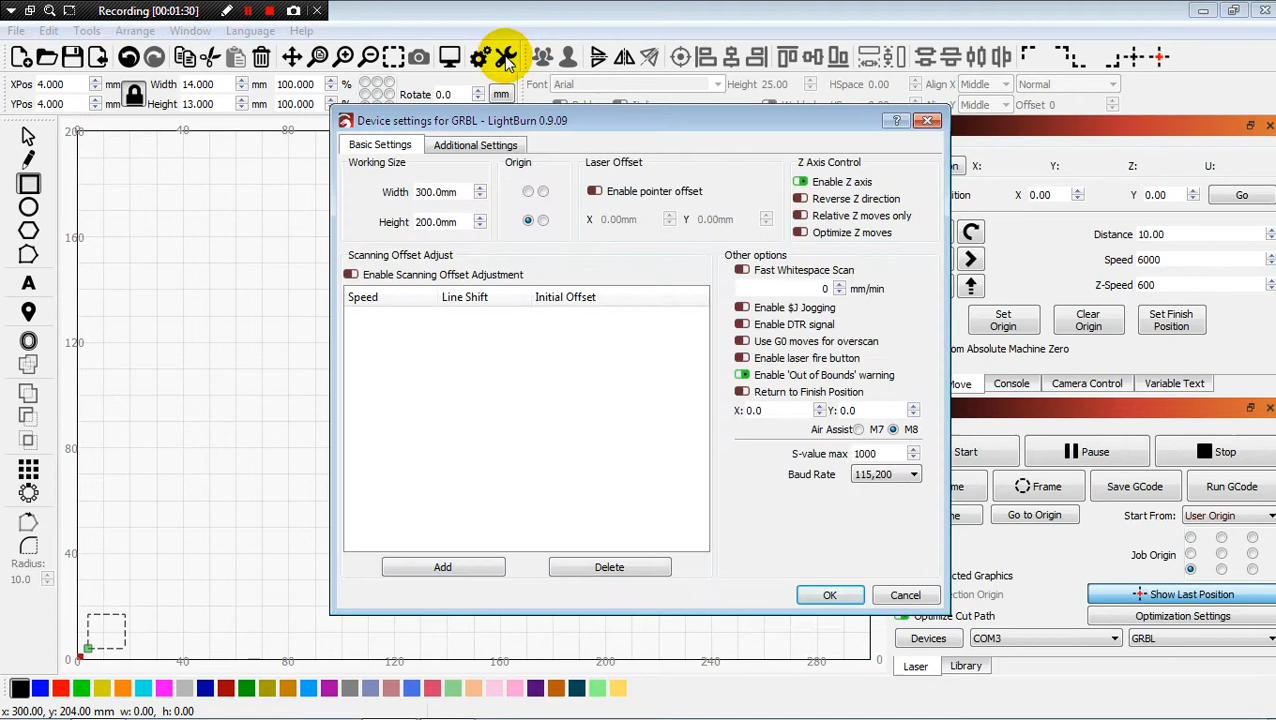 Recording [00:01:30]
File Edit Tools Arrange Window Language Help
XPos 4.000 mm Width 14.000 mm 100.000 %
YPos 4.000 mm Height 13.000 mm 100.000 %
Rotate 0.0 mm
Font Arial Height 25.00 HSpace 0.00 Align X Middle Normal
Middle Offset 0
Device settings for GRBL - LightBurn 0.9.09
Basic Settings Additional Settings
Working Size Origin Laser Offset Z Axis Control
Width 300.0mm
Height 200.0mm
Enable pointer offset
X 0.00mm Y 0.00mm
Enable Z axis
Reverse Z direction
Relative Z moves only
Optimize Z moves
Scanning Offset Adjust
Enable Scanning Offset Adjustment
Speed Line Shift Initial Offset
Add Delete
Other options
Fast Whitespace Scan
0 mm/min
Enable $J Jogging
Enable DTR signal
Use G0 moves for overscan
Enable laser fire button
Enable 'Out of Bounds' warning
Return to Finish Position
X: 0.0 Y: 0.0
Air Assist M7 M8
S-value max 1000
Baud Rate 115,200
OK Cancel
X: Y: Z: U:
X 0.00 Y 0.00 Go
Distance 10.00
Speed 6000
Z-Speed 600
Set Origin Clear Origin Set Finish Position
om Absolute Machine Zero
Move Console Camera Control Variable Text
Start Pause Stop
me Frame Save GCode Run GCode
me Go to Origin Start From: User Origin
Job Origin
ected Graphics
ection Origin Show Last Position
Optimize Cut Path Optimization Settings
Devices COM3 GRBL
Laser Library
Radius:
10.0
200 40 80
160
120
80
40
0 0 40 80 120 160 200 240 280 0
x: 300.00, y: 204.00 mm w: 0.00, h: 0.00